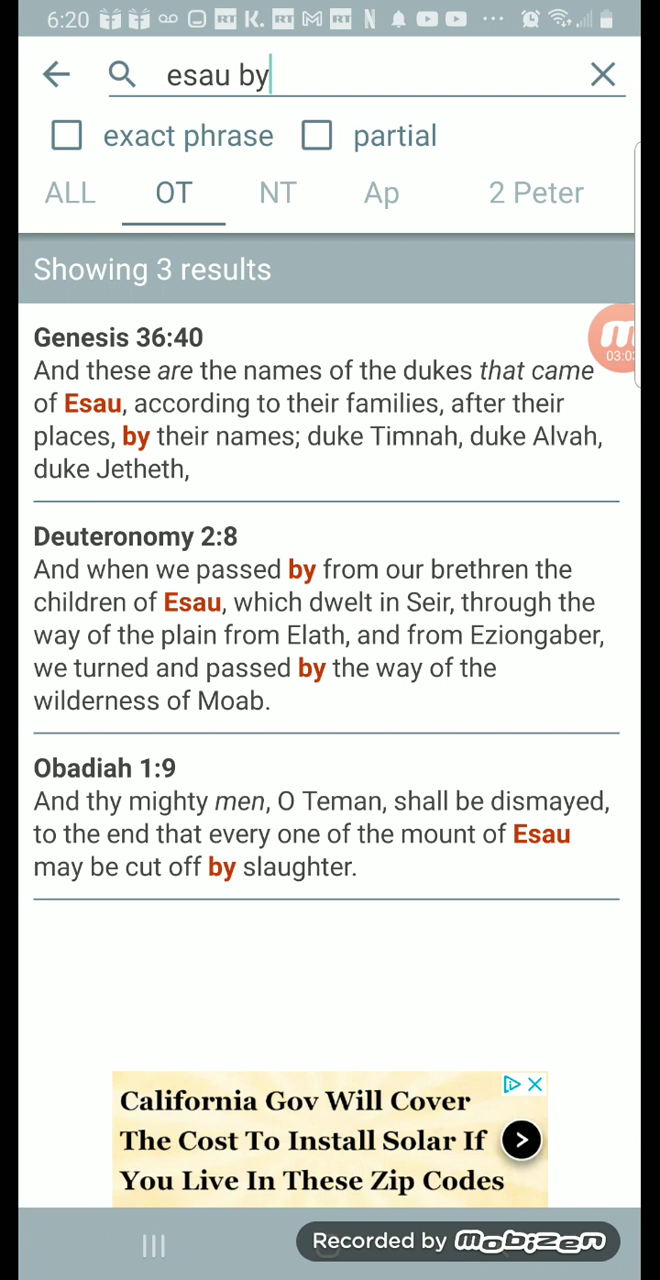 6:20 RT K. RT M RT N
esau by
exact phrase partial
ALL OT NT Ap 2 Peter
Showing 3 results
Genesis 36:40
And these are the names of the dukes that came
of Esau, according to their families, after their
places, by their names; duke Timnah, duke Alvah,
duke Jetheth,
Deuteronomy 2:8
And when we passed by from our brethren the
children of Esau, which dwelt in Seir, through the
way of the plain from Elath, and from Eziongaber,
we turned and passed by the way of the
wilderness of Moab.
Obadiah 1:9
And thy mighty men, O Teman, shall be dismayed,
to the end that every one of the mount of Esau
may be cut off by slaughter.
California Gov Will Cover
The Cost To Install Solar If
You Live In These Zip Codes
Recorded by mobizen